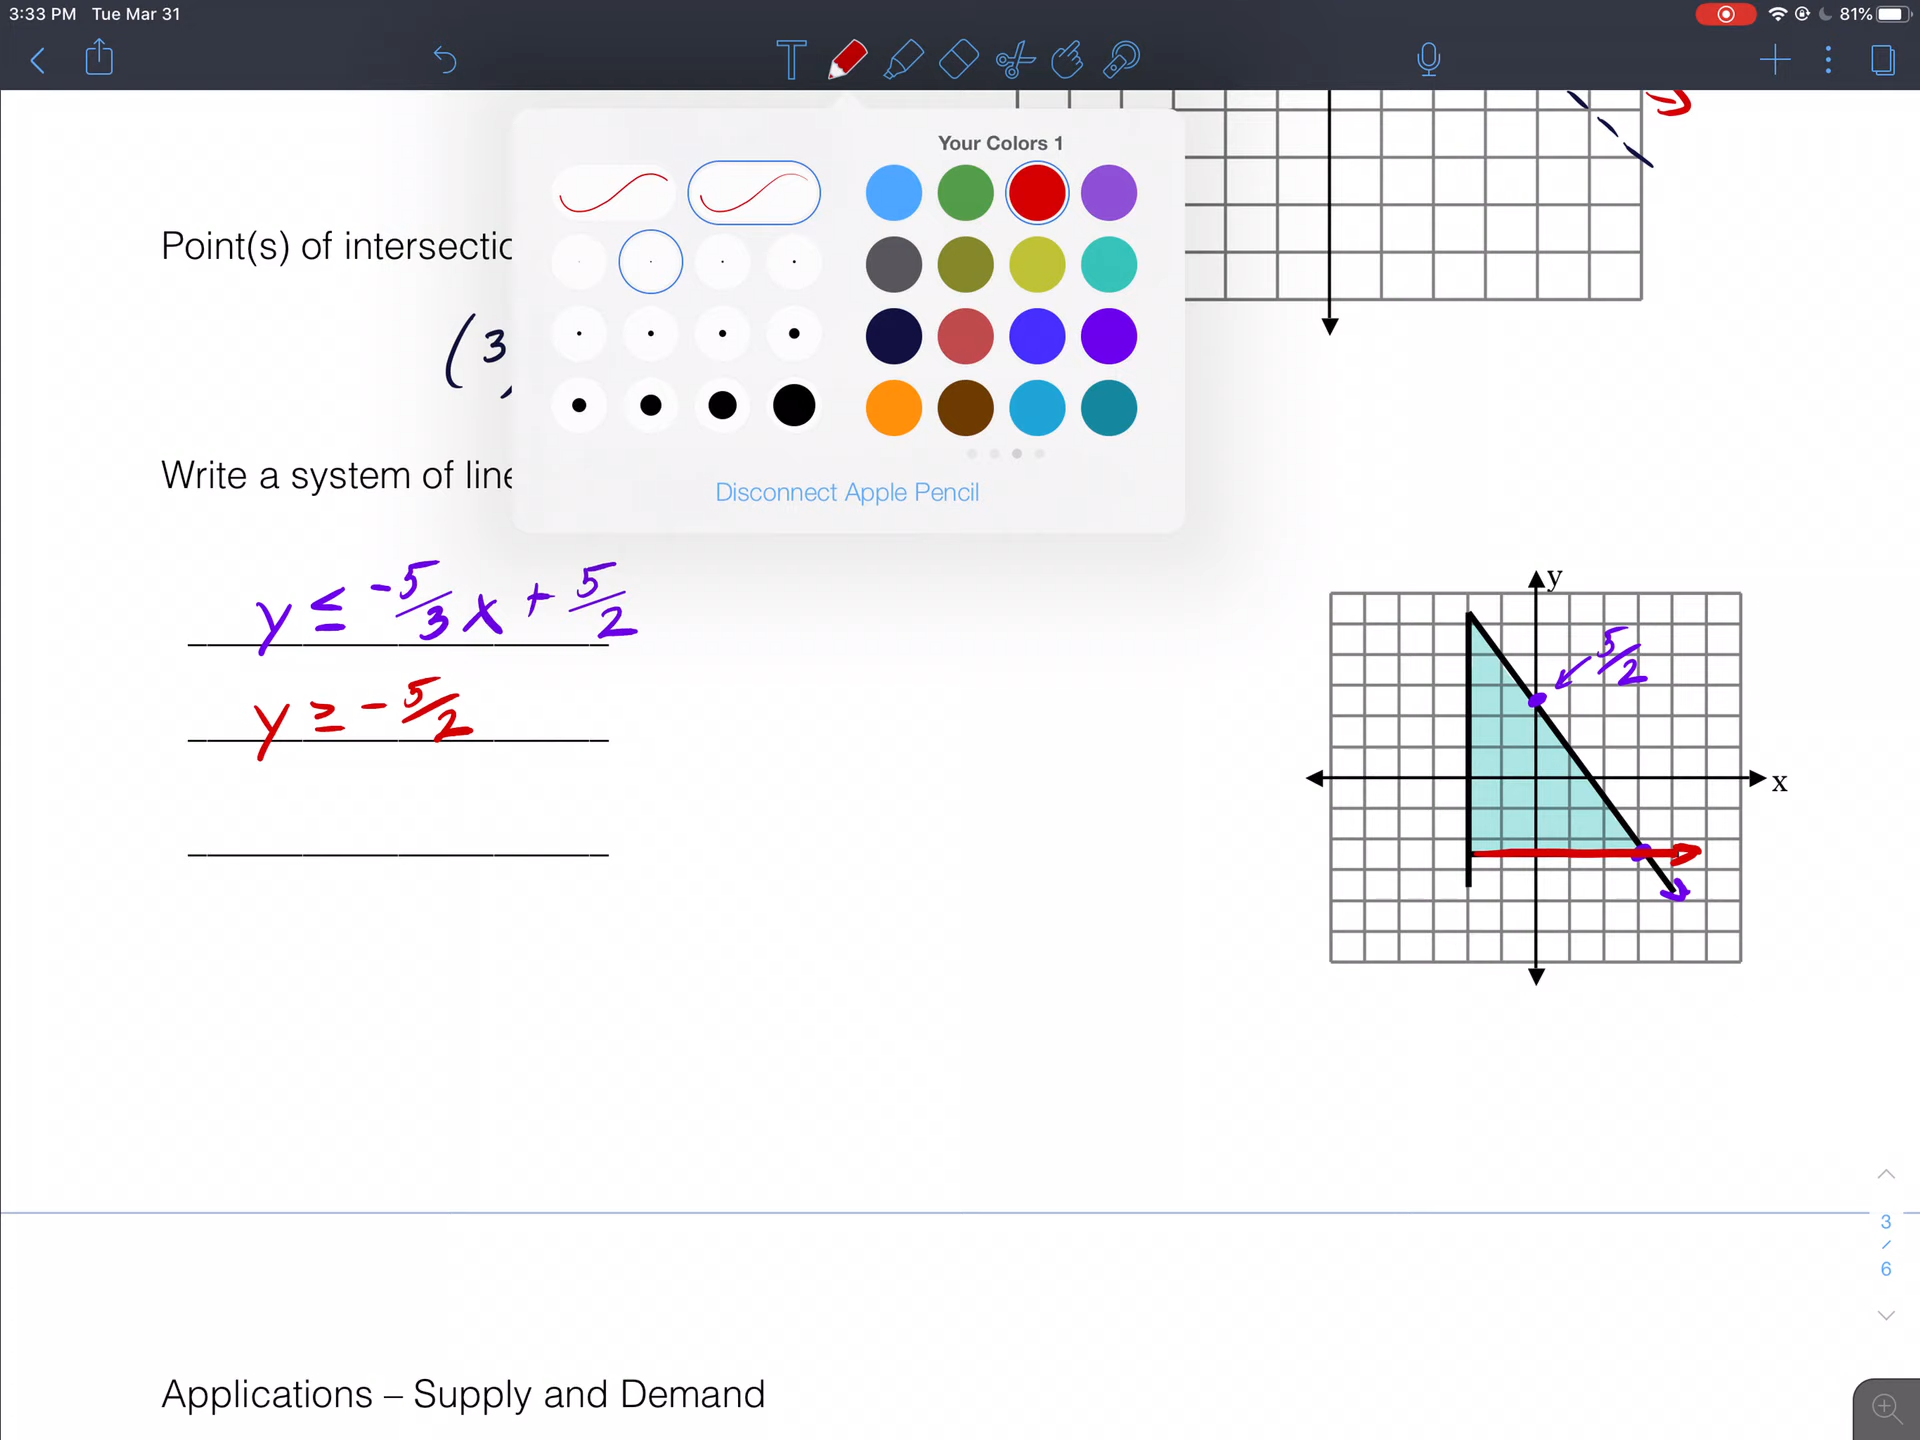 3:33 PM Tue Mar 31
81%
T
Your Colors 1
Point(s) of intersectio
(3,
Disconnect Apple Pencil
Write a system of line
y ≤ -5/3 x + 5/2
y ≥ - 5/2
y
5/2
x
3
/
6
Applications – Supply and Demand